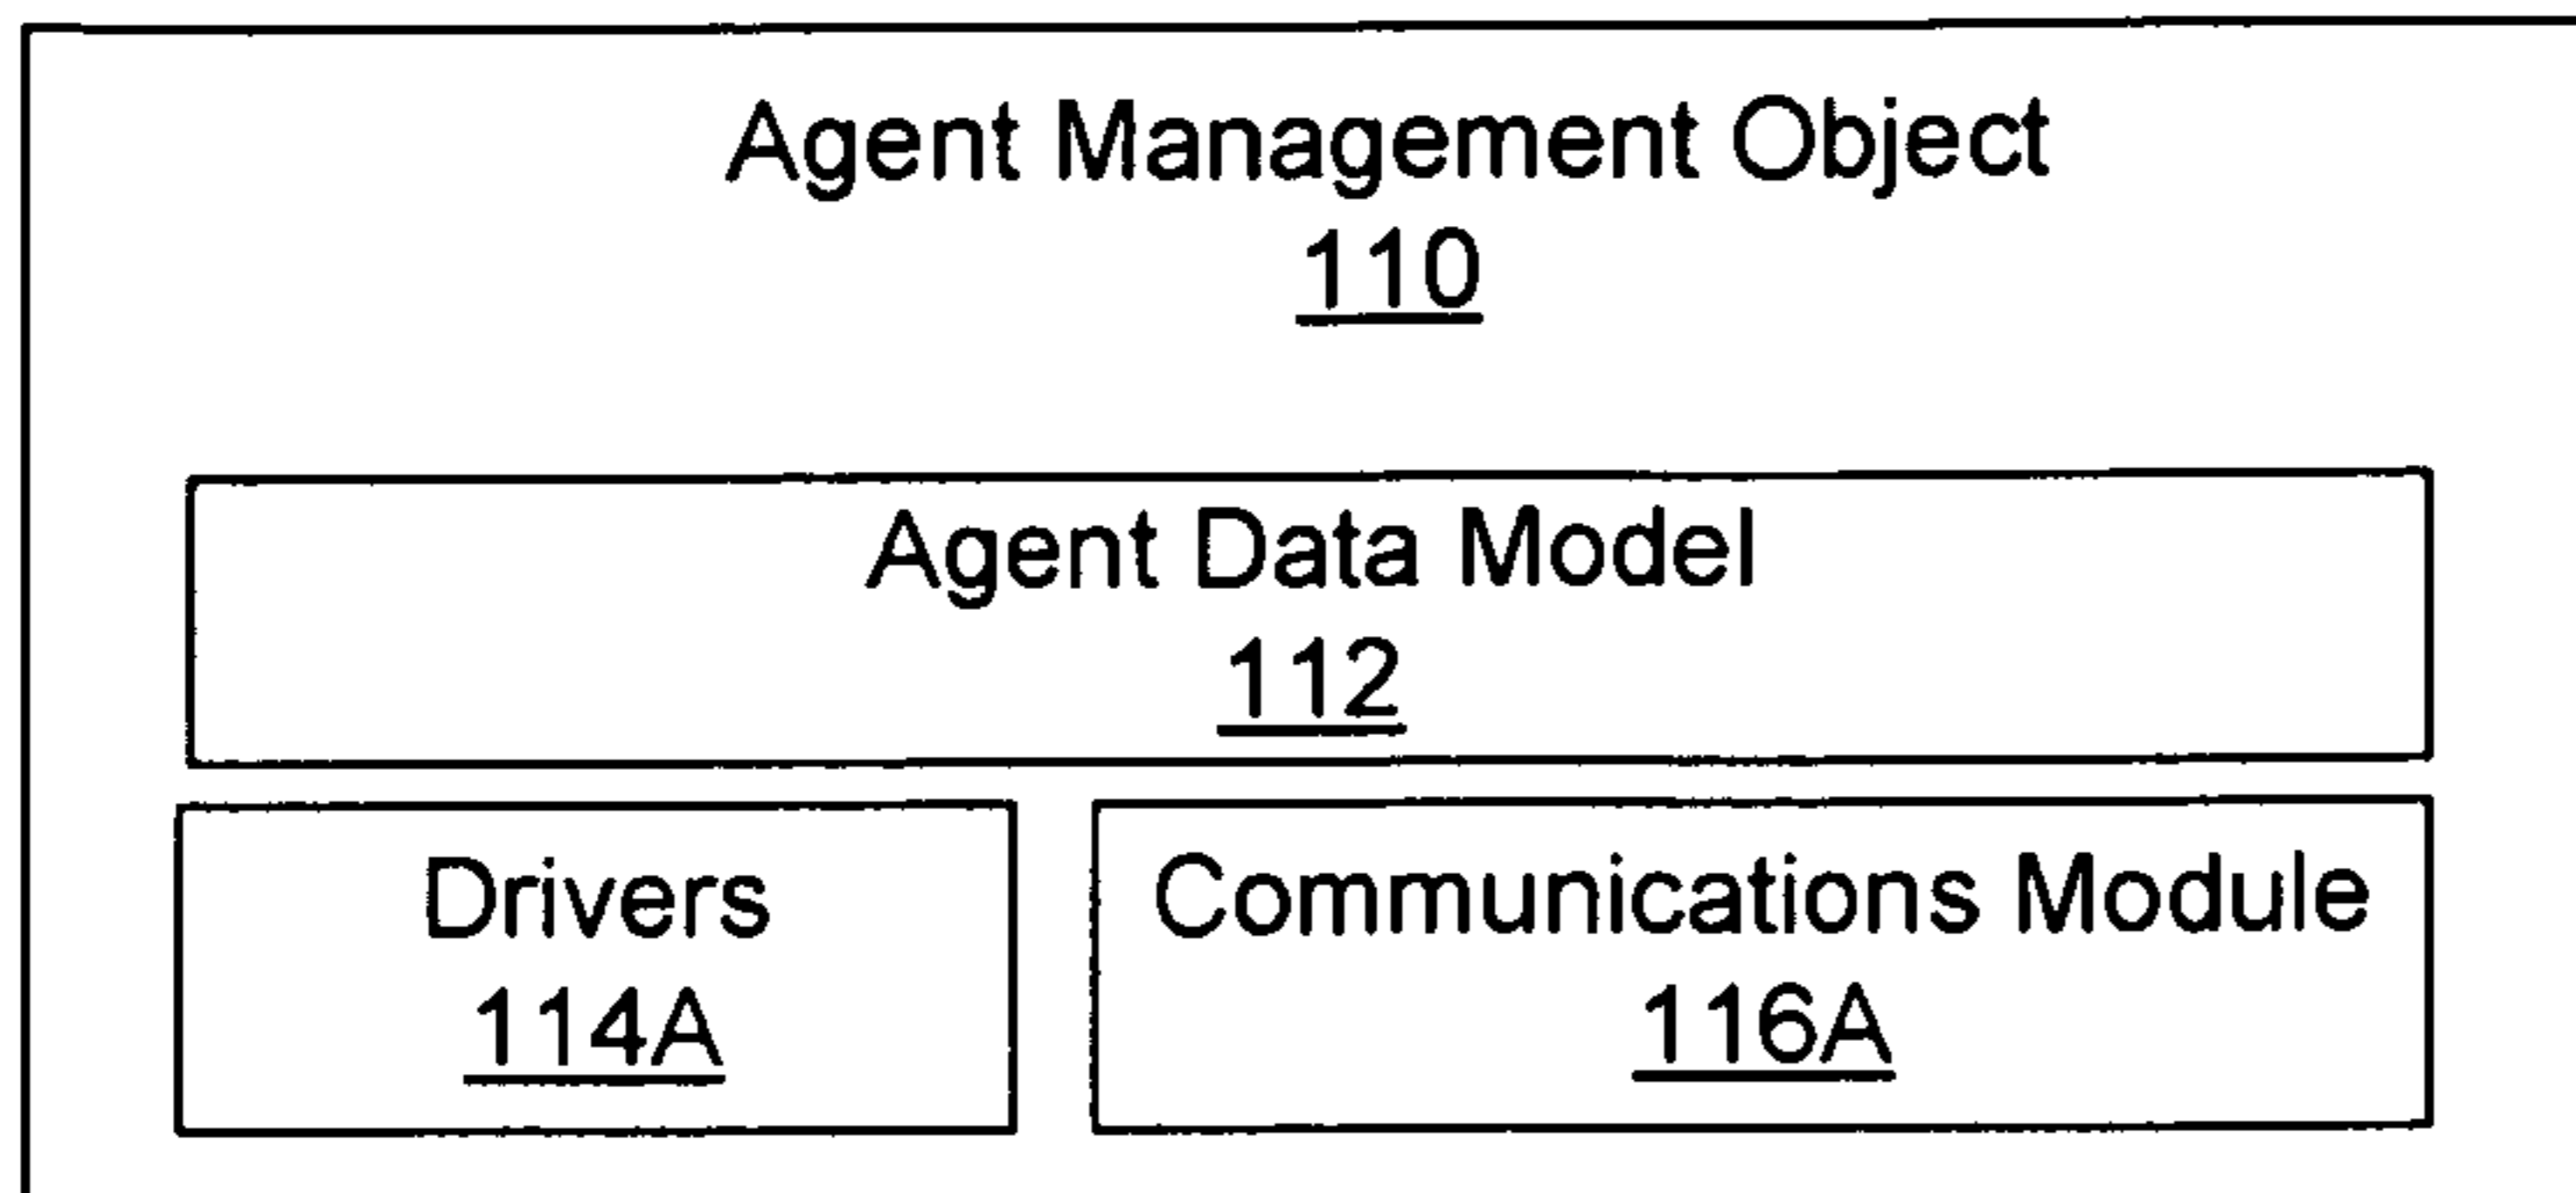 Agent Management Object
110
Agent Data Model
112
Drivers
114A
Communications Module
116A